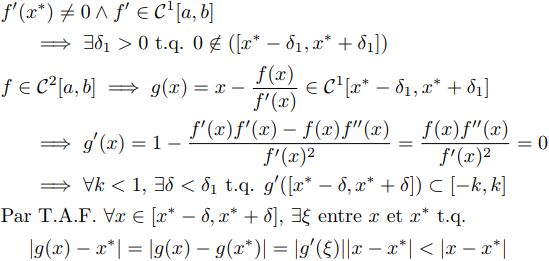 f′(x*) ≠ 0 ∧ f′ ∈ 𝒞¹[a, b]
⟹ ∃δ₁ > 0 t.q. 0 ∉ ([x* − δ₁, x* + δ₁])
f ∈ 𝒞²[a, b] ⟹ g(x) = x − f(x)/f′(x) ∈ 𝒞¹[x* − δ₁, x* + δ₁]
⟹ g′(x) = 1 − (f′(x)f′(x) − f(x)f″(x))/f′(x)² = f(x)f″(x)/f′(x)² = 0
⟹ ∀k < 1, ∃δ < δ₁ t.q. g′([x* − δ, x* + δ]) ⊂ [−k, k]
Par T.A.F. ∀x ∈ [x* − δ, x* + δ], ∃ξ entre x et x* t.q.
|g(x) − x*| = |g(x) − g(x*)| = |g′(ξ)||x − x*| < |x − x*|